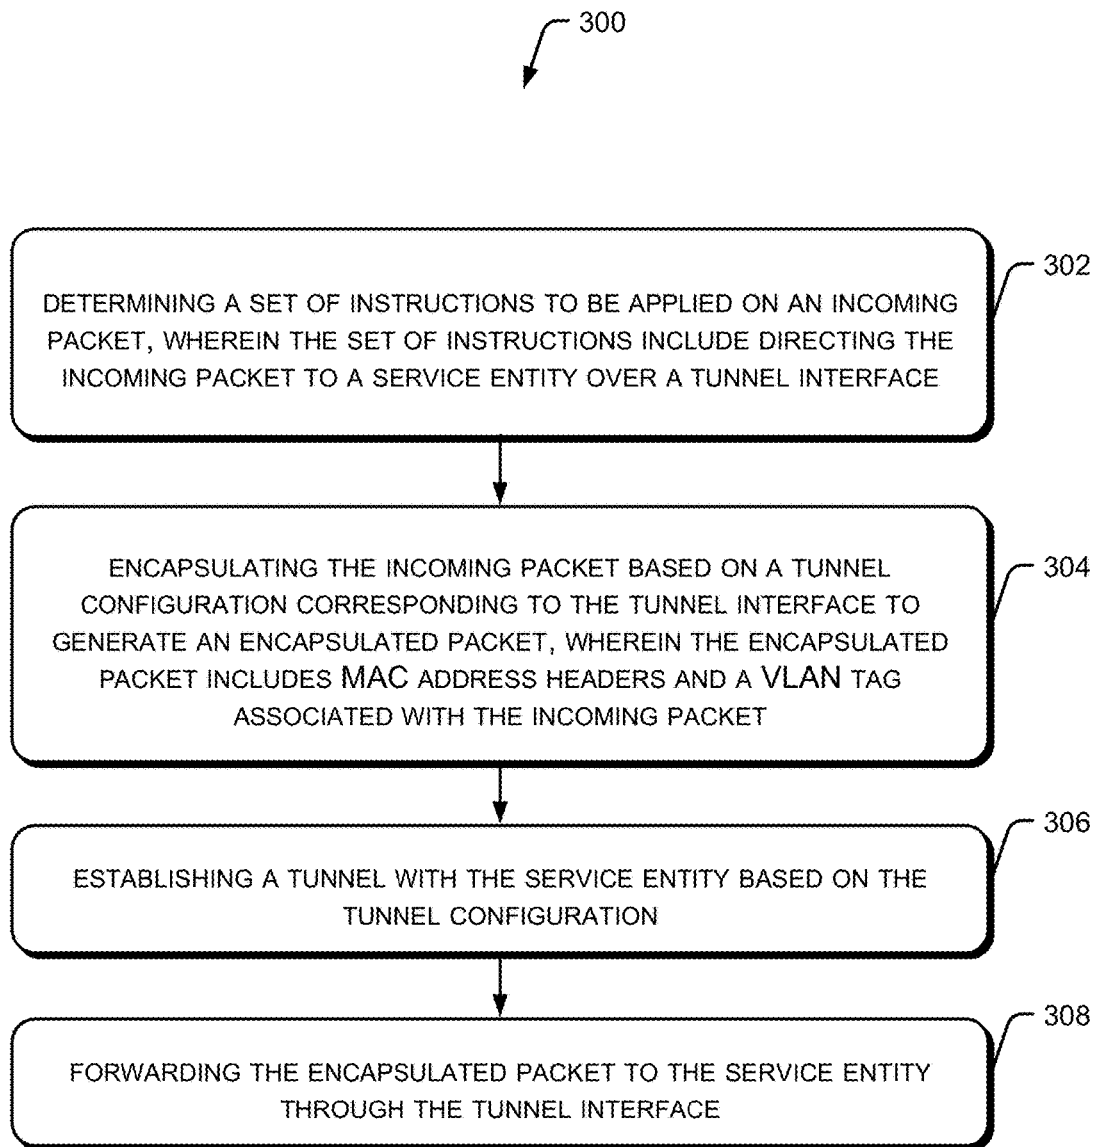 300
302
DETERMINING A SET OF INSTRUCTIONS TO BE APPLIED ON AN INCOMING
PACKET, WHEREIN THE SET OF INSTRUCTIONS INCLUDE DIRECTING THE
INCOMING PACKET TO A SERVICE ENTITY OVER A TUNNEL INTERFACE
304
ENCAPSULATING THE INCOMING PACKET BASED ON A TUNNEL
CONFIGURATION CORRESPONDING TO THE TUNNEL INTERFACE TO
GENERATE AN ENCAPSULATED PACKET, WHEREIN THE ENCAPSULATED
PACKET INCLUDES MAC ADDRESS HEADERS AND A VLAN TAG
ASSOCIATED WITH THE INCOMING PACKET
306
ESTABLISHING A TUNNEL WITH THE SERVICE ENTITY BASED ON THE
TUNNEL CONFIGURATION
308
FORWARDING THE ENCAPSULATED PACKET TO THE SERVICE ENTITY
THROUGH THE TUNNEL INTERFACE